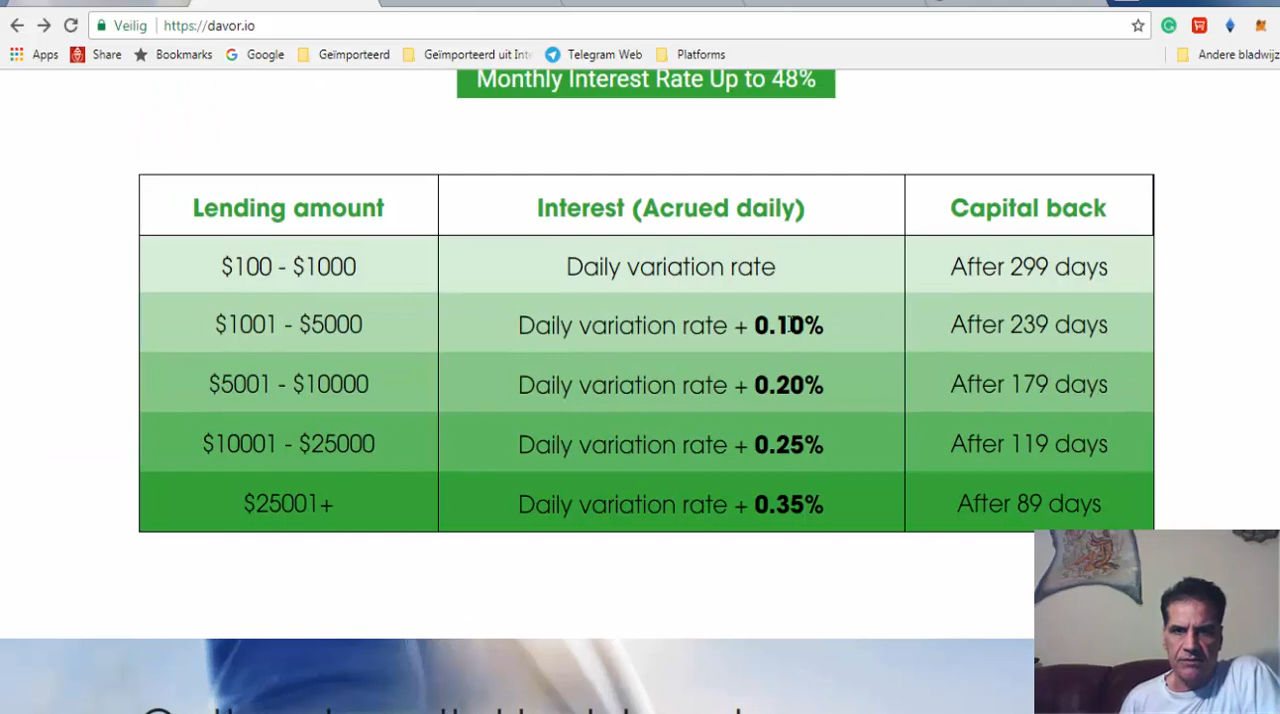 Veilig https://davor.io
Apps Share Bookmarks Google Geïmporteerd Geïmporteerd uit Telegram Web Platforms Andere bladwijz
Monthly Interest Rate Up to 48%
Lending amount Interest (Accrued daily) Capital back
$100 - $1000 Daily variation rate After 299 days
$1001 - $5000 Daily variation rate + 0.10% After 239 days
$5001 - $10000 Daily variation rate + 0.20% After 179 days
$10001 - $25000 Daily variation rate + 0.25% After 119 days
$25001+ Daily variation rate + 0.35% After 89 days